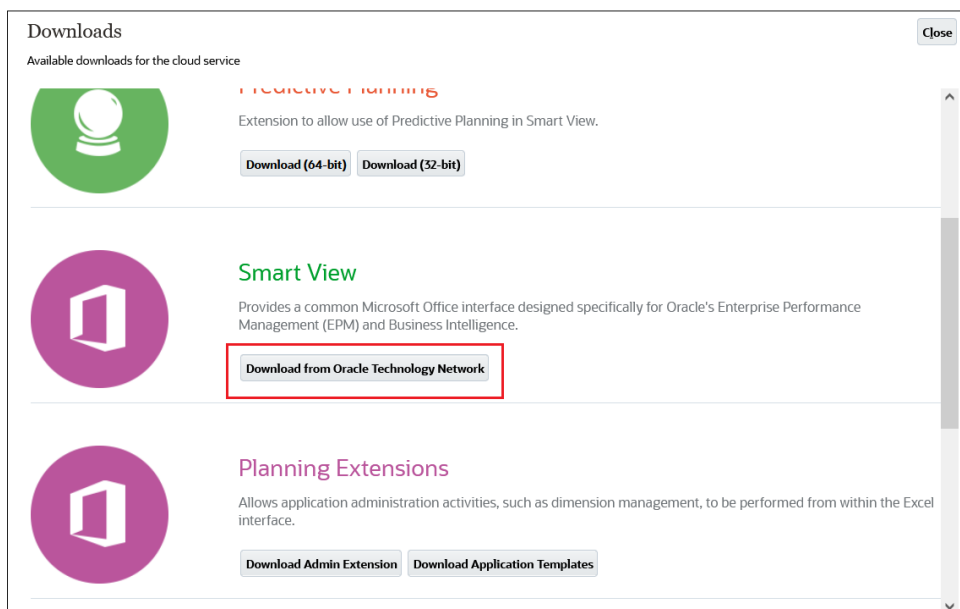 Downloads
Close
Available downloads for the cloud service
Predictive Planning
Extension to allow use of Predictive Planning in Smart View.
Download (64-bit) Download (32-bit)
Smart View
Provides a common Microsoft Office interface designed specifically for Oracle's Enterprise Performance
Management (EPM) and Business Intelligence.
Download from Oracle Technology Network
Planning Extensions
Allows application administration activities, such as dimension management, to be performed from within the Excel
interface.
Download Admin Extension Download Application Templates